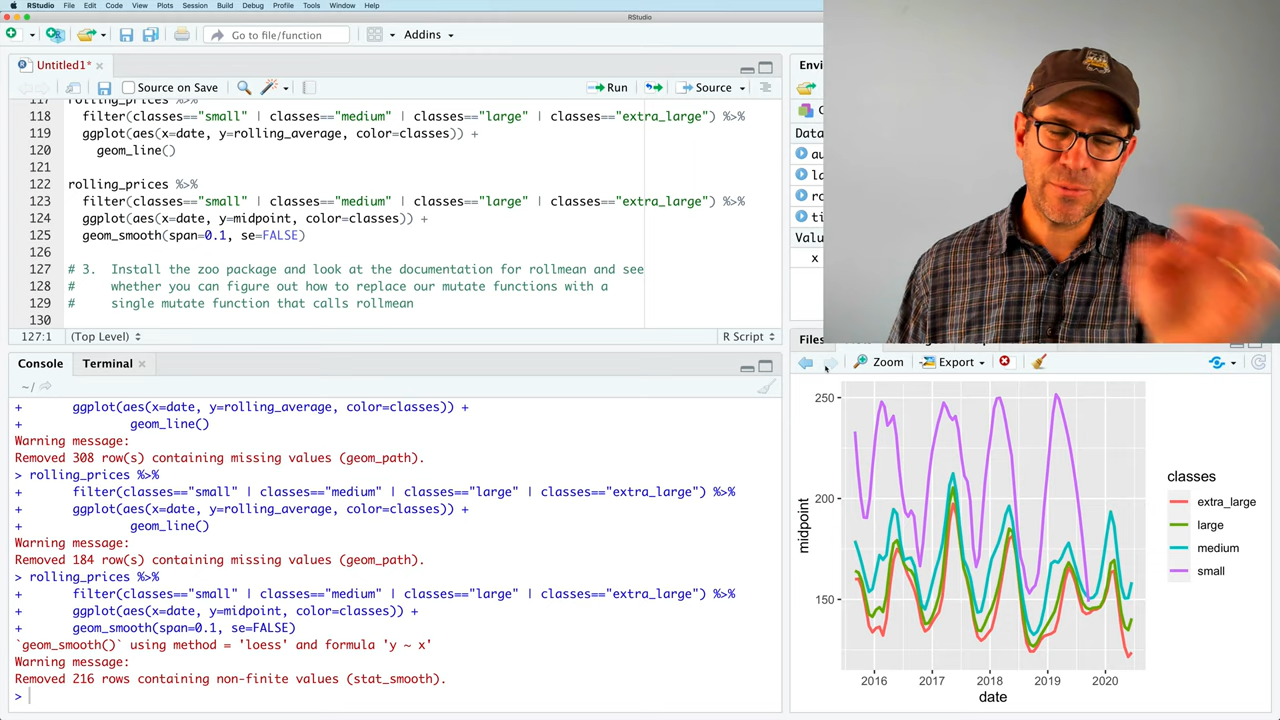 RStudio File Edit Code View Plots Session Build Debug Profile Tools Window Help
RStudio
Go to file/function
Addins
Untitled1*
Source on Save
Run
Source
117 rolling_prices %>%
118 filter(classes=="small" | classes=="medium" | classes=="large" | classes=="extra_large") %>%
119 ggplot(aes(x=date, y=rolling_average, color=classes)) +
120 geom_line()
121
122 rolling_prices %>%
123 filter(classes=="small" | classes=="medium" | classes=="large" | classes=="extra_large") %>%
124 ggplot(aes(x=date, y=midpoint, color=classes)) +
125 geom_smooth(span=0.1, se=FALSE)
126
127 # 3. Install the zoo package and look at the documentation for rollmean and see
128 # whether you can figure out how to replace our mutate functions with a
129 # single mutate function that calls rollmean
130
127:1 (Top Level) R Script
Console Terminal
~/
+ ggplot(aes(x=date, y=rolling_average, color=classes)) +
+ geom_line()
Warning message:
Removed 308 row(s) containing missing values (geom_path).
> rolling_prices %>%
+ filter(classes=="small" | classes=="medium" | classes=="large" | classes=="extra_large") %>%
+ ggplot(aes(x=date, y=rolling_average, color=classes)) +
+ geom_line()
Warning message:
Removed 184 row(s) containing missing values (geom_path).
> rolling_prices %>%
+ filter(classes=="small" | classes=="medium" | classes=="large" | classes=="extra_large") %>%
+ ggplot(aes(x=date, y=midpoint, color=classes)) +
+ geom_smooth(span=0.1, se=FALSE)
`geom_smooth()` using method = 'loess' and formula 'y ~ x'
Warning message:
Removed 216 rows containing non-finite values (stat_smooth).
>
Envi
Data
au
la
ro
ti
Valu
x
Files
Zoom
Export
250
200
150
midpoint
2016 2017 2018 2019 2020
date
classes
extra_large
large
medium
small